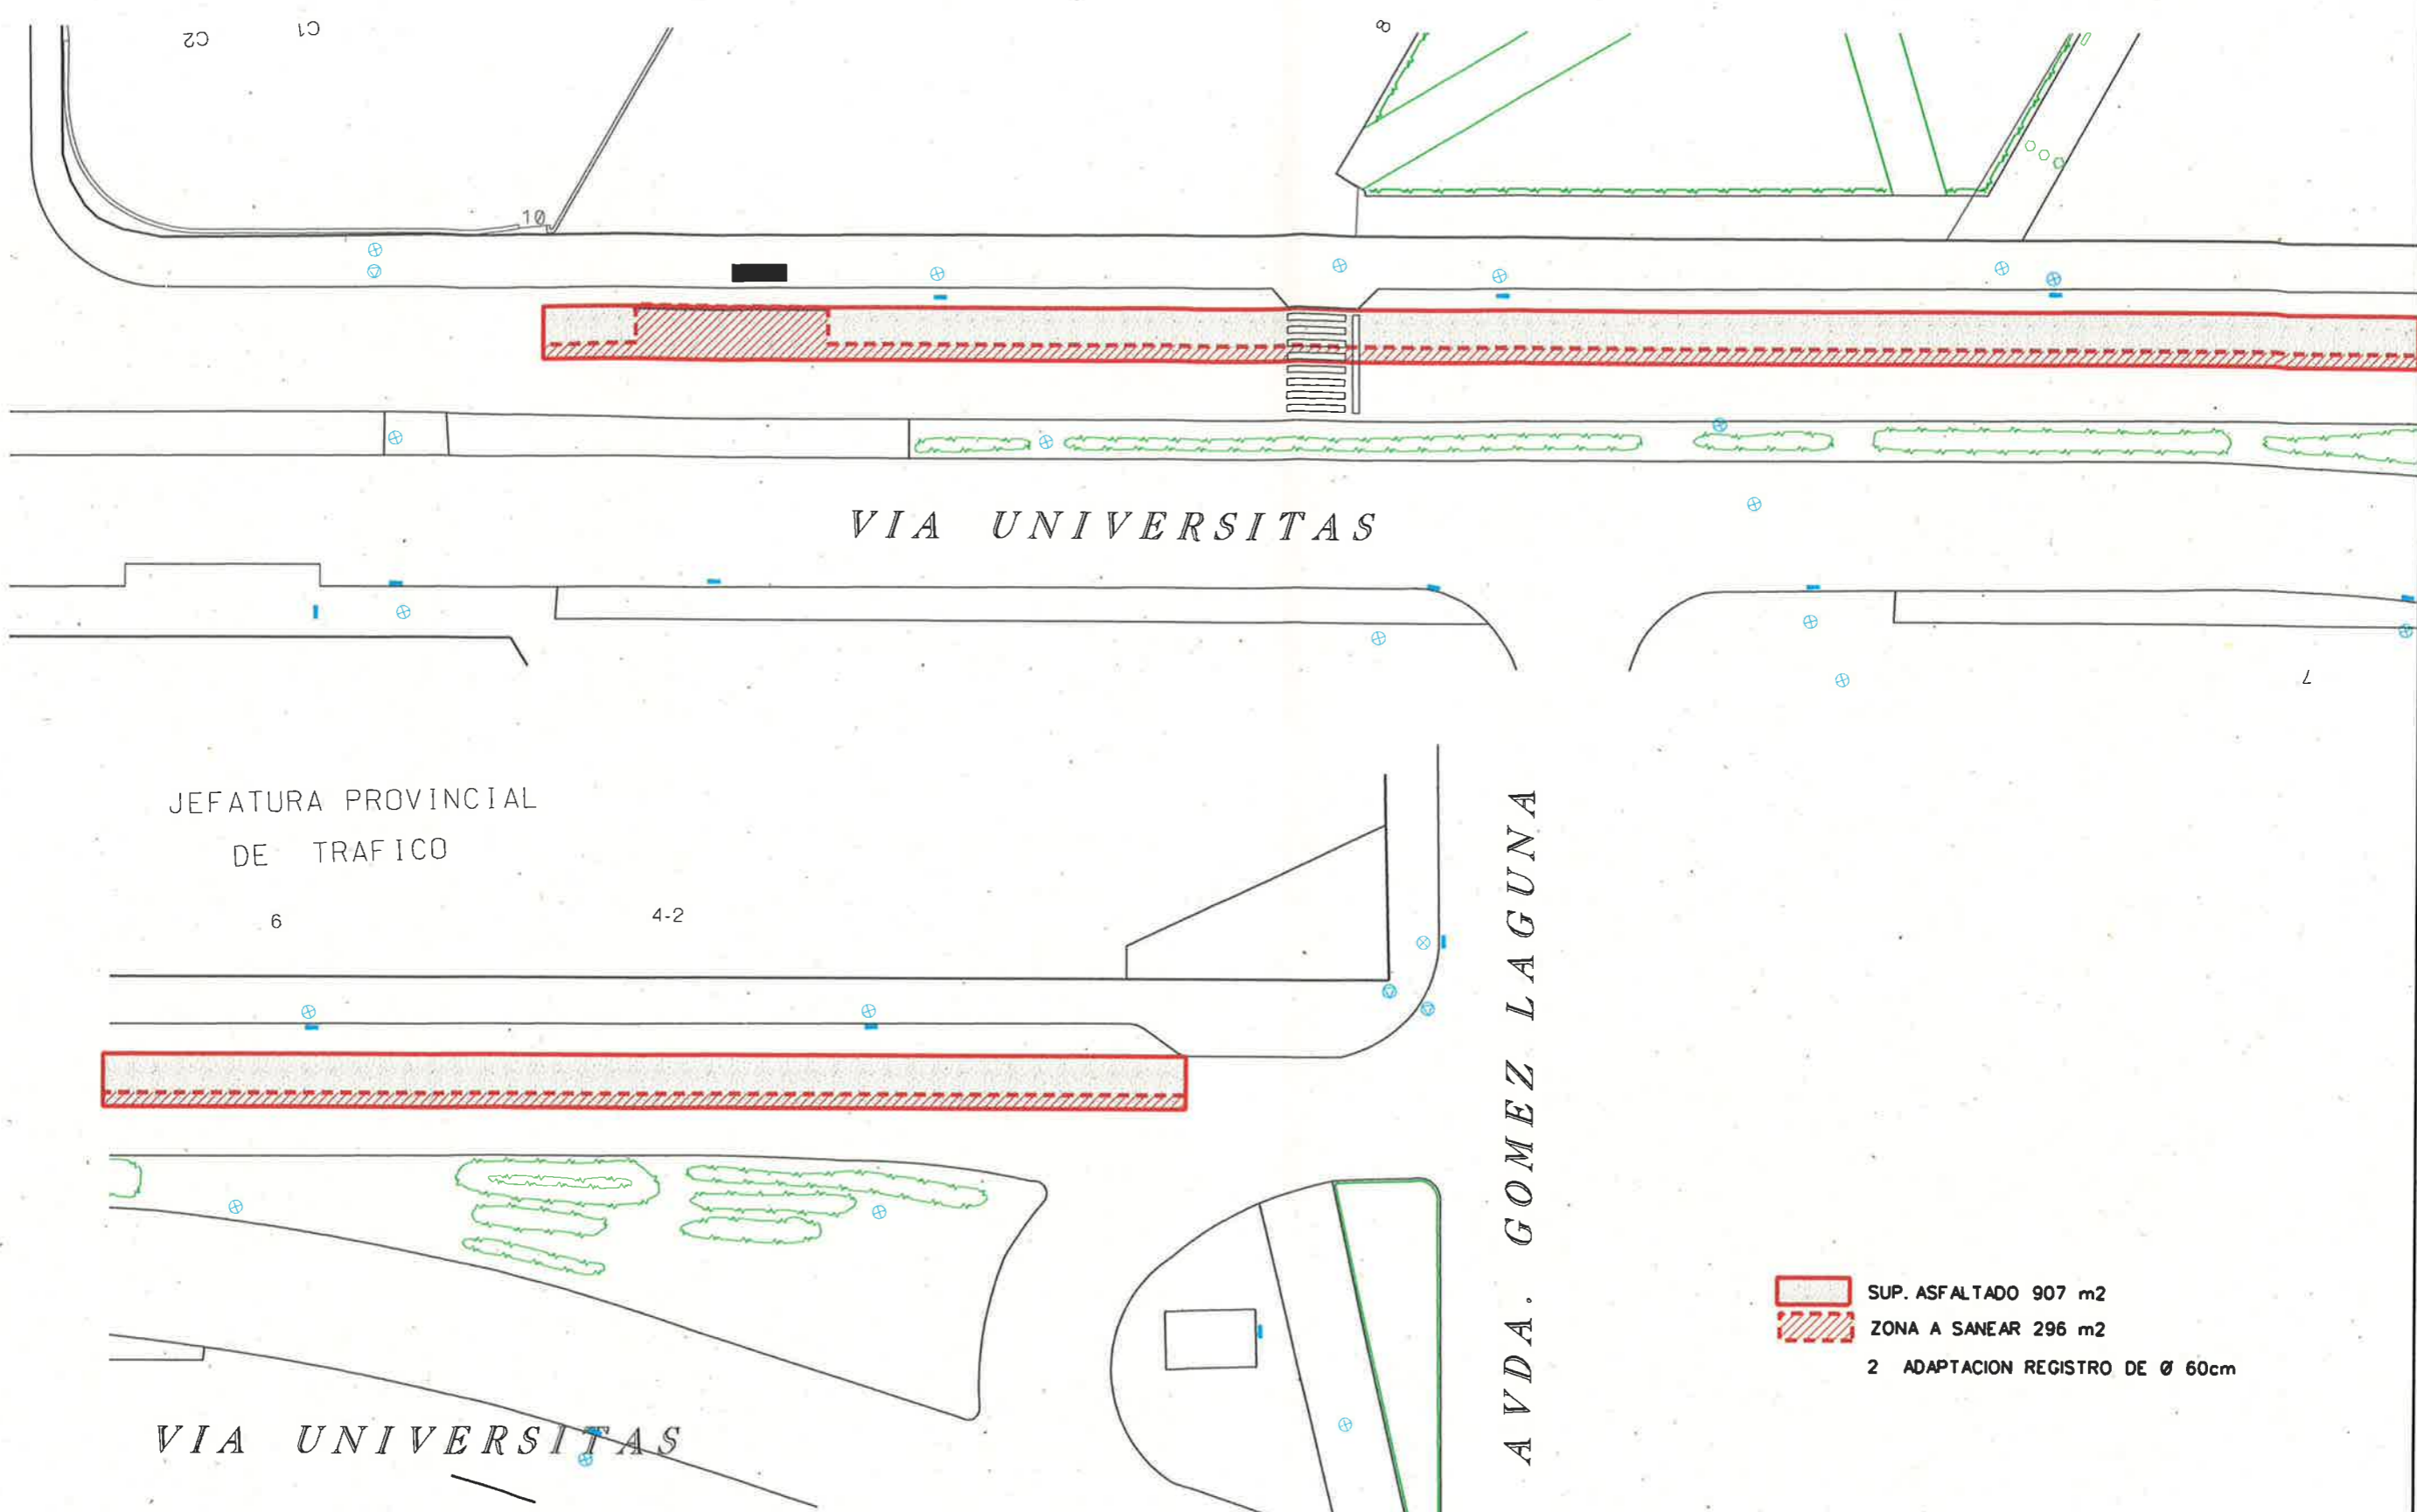 C2
C1
8
10
VIA UNIVERSITAS
7
JEFATURA PROVINCIAL
DE TRAFICO
6
4-2
AVDA. GOMEZ LAGUNA
SUP. ASFALTADO 907 m2
ZONA A SANEAR 296 m2
2 ADAPTACION REGISTRO DE Ø 60cm
VIA UNIVERSITAS